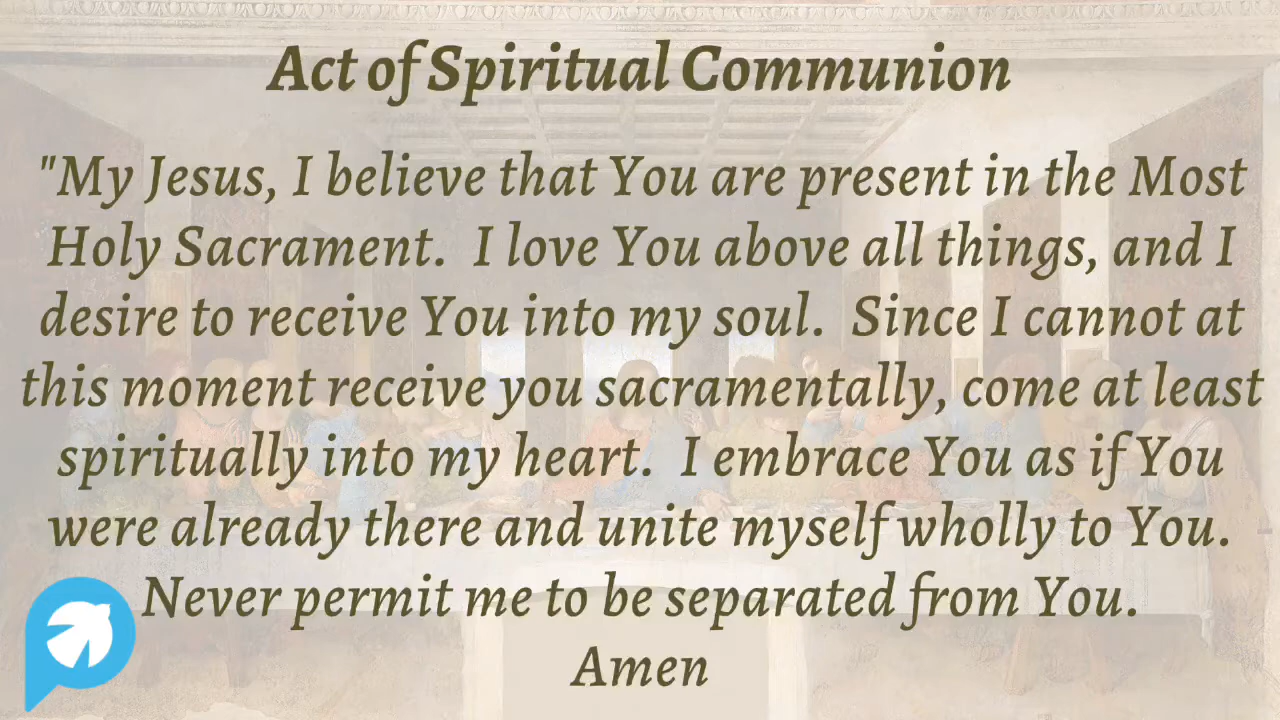 Act of Spiritual Communion
"My Jesus, I believe that You are present in the Most
Holy Sacrament.  I love You above all things, and I
desire to receive You into my soul.  Since I cannot at
this moment receive you sacramentally, come at least
spiritually into my heart.  I embrace You as if You
were already there and unite myself wholly to You.
Never permit me to be separated from You.
Amen